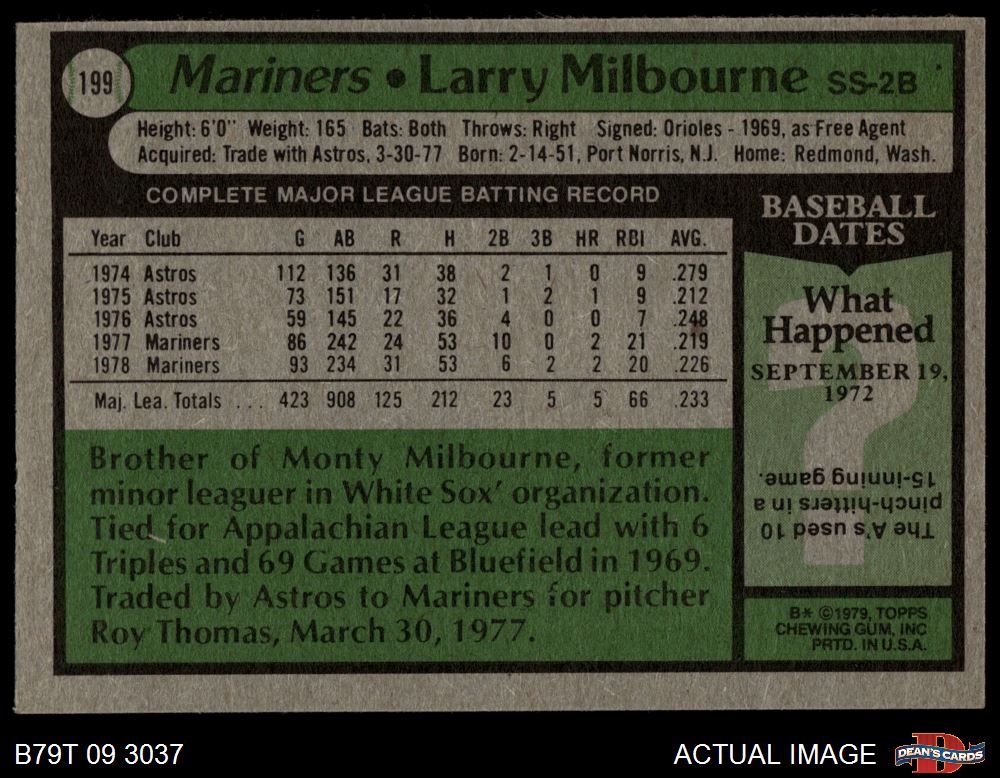 199
Mariners • Larry Milbourne SS-2B
Height: 6'0" Weight: 165 Bats: Both Throws: Right Signed: Orioles - 1969, as Free Agent
Acquired: Trade with Astros, 3-30-77 Born: 2-14-51, Port Norris, N.J. Home: Redmond, Wash.
COMPLETE MAJOR LEAGUE BATTING RECORD
Year Club G AB R H 2B 3B HR RBI AVG.
1974 Astros 112 136 31 38 2 1 0 9 .279
1975 Astros 73 151 17 32 1 2 1 9 .212
1976 Astros 59 145 22 36 4 0 0 7 .248
1977 Mariners 86 242 24 53 10 0 2 21 .219
1978 Mariners 93 234 31 53 6 2 2 20 .226
Maj. Lea. Totals ... 423 908 125 212 23 5 5 66 .233
Brother of Monty Milbourne, former
minor leaguer in White Sox' organization.
Tied for Appalachian League lead with 6
Triples and 69 Games at Bluefield in 1969.
Traded by Astros to Mariners for pitcher
Roy Thomas, March 30, 1977.
BASEBALL
DATES
What
Happened
SEPTEMBER 19,
1972
?
The A's used 10
pinch-hitters in a
15-inning game.
B* ©1979, TOPPS
CHEWING GUM, INC
PRTD. IN U.S.A.
B79T 09 3037
ACTUAL IMAGE
DEAN'S CARDS